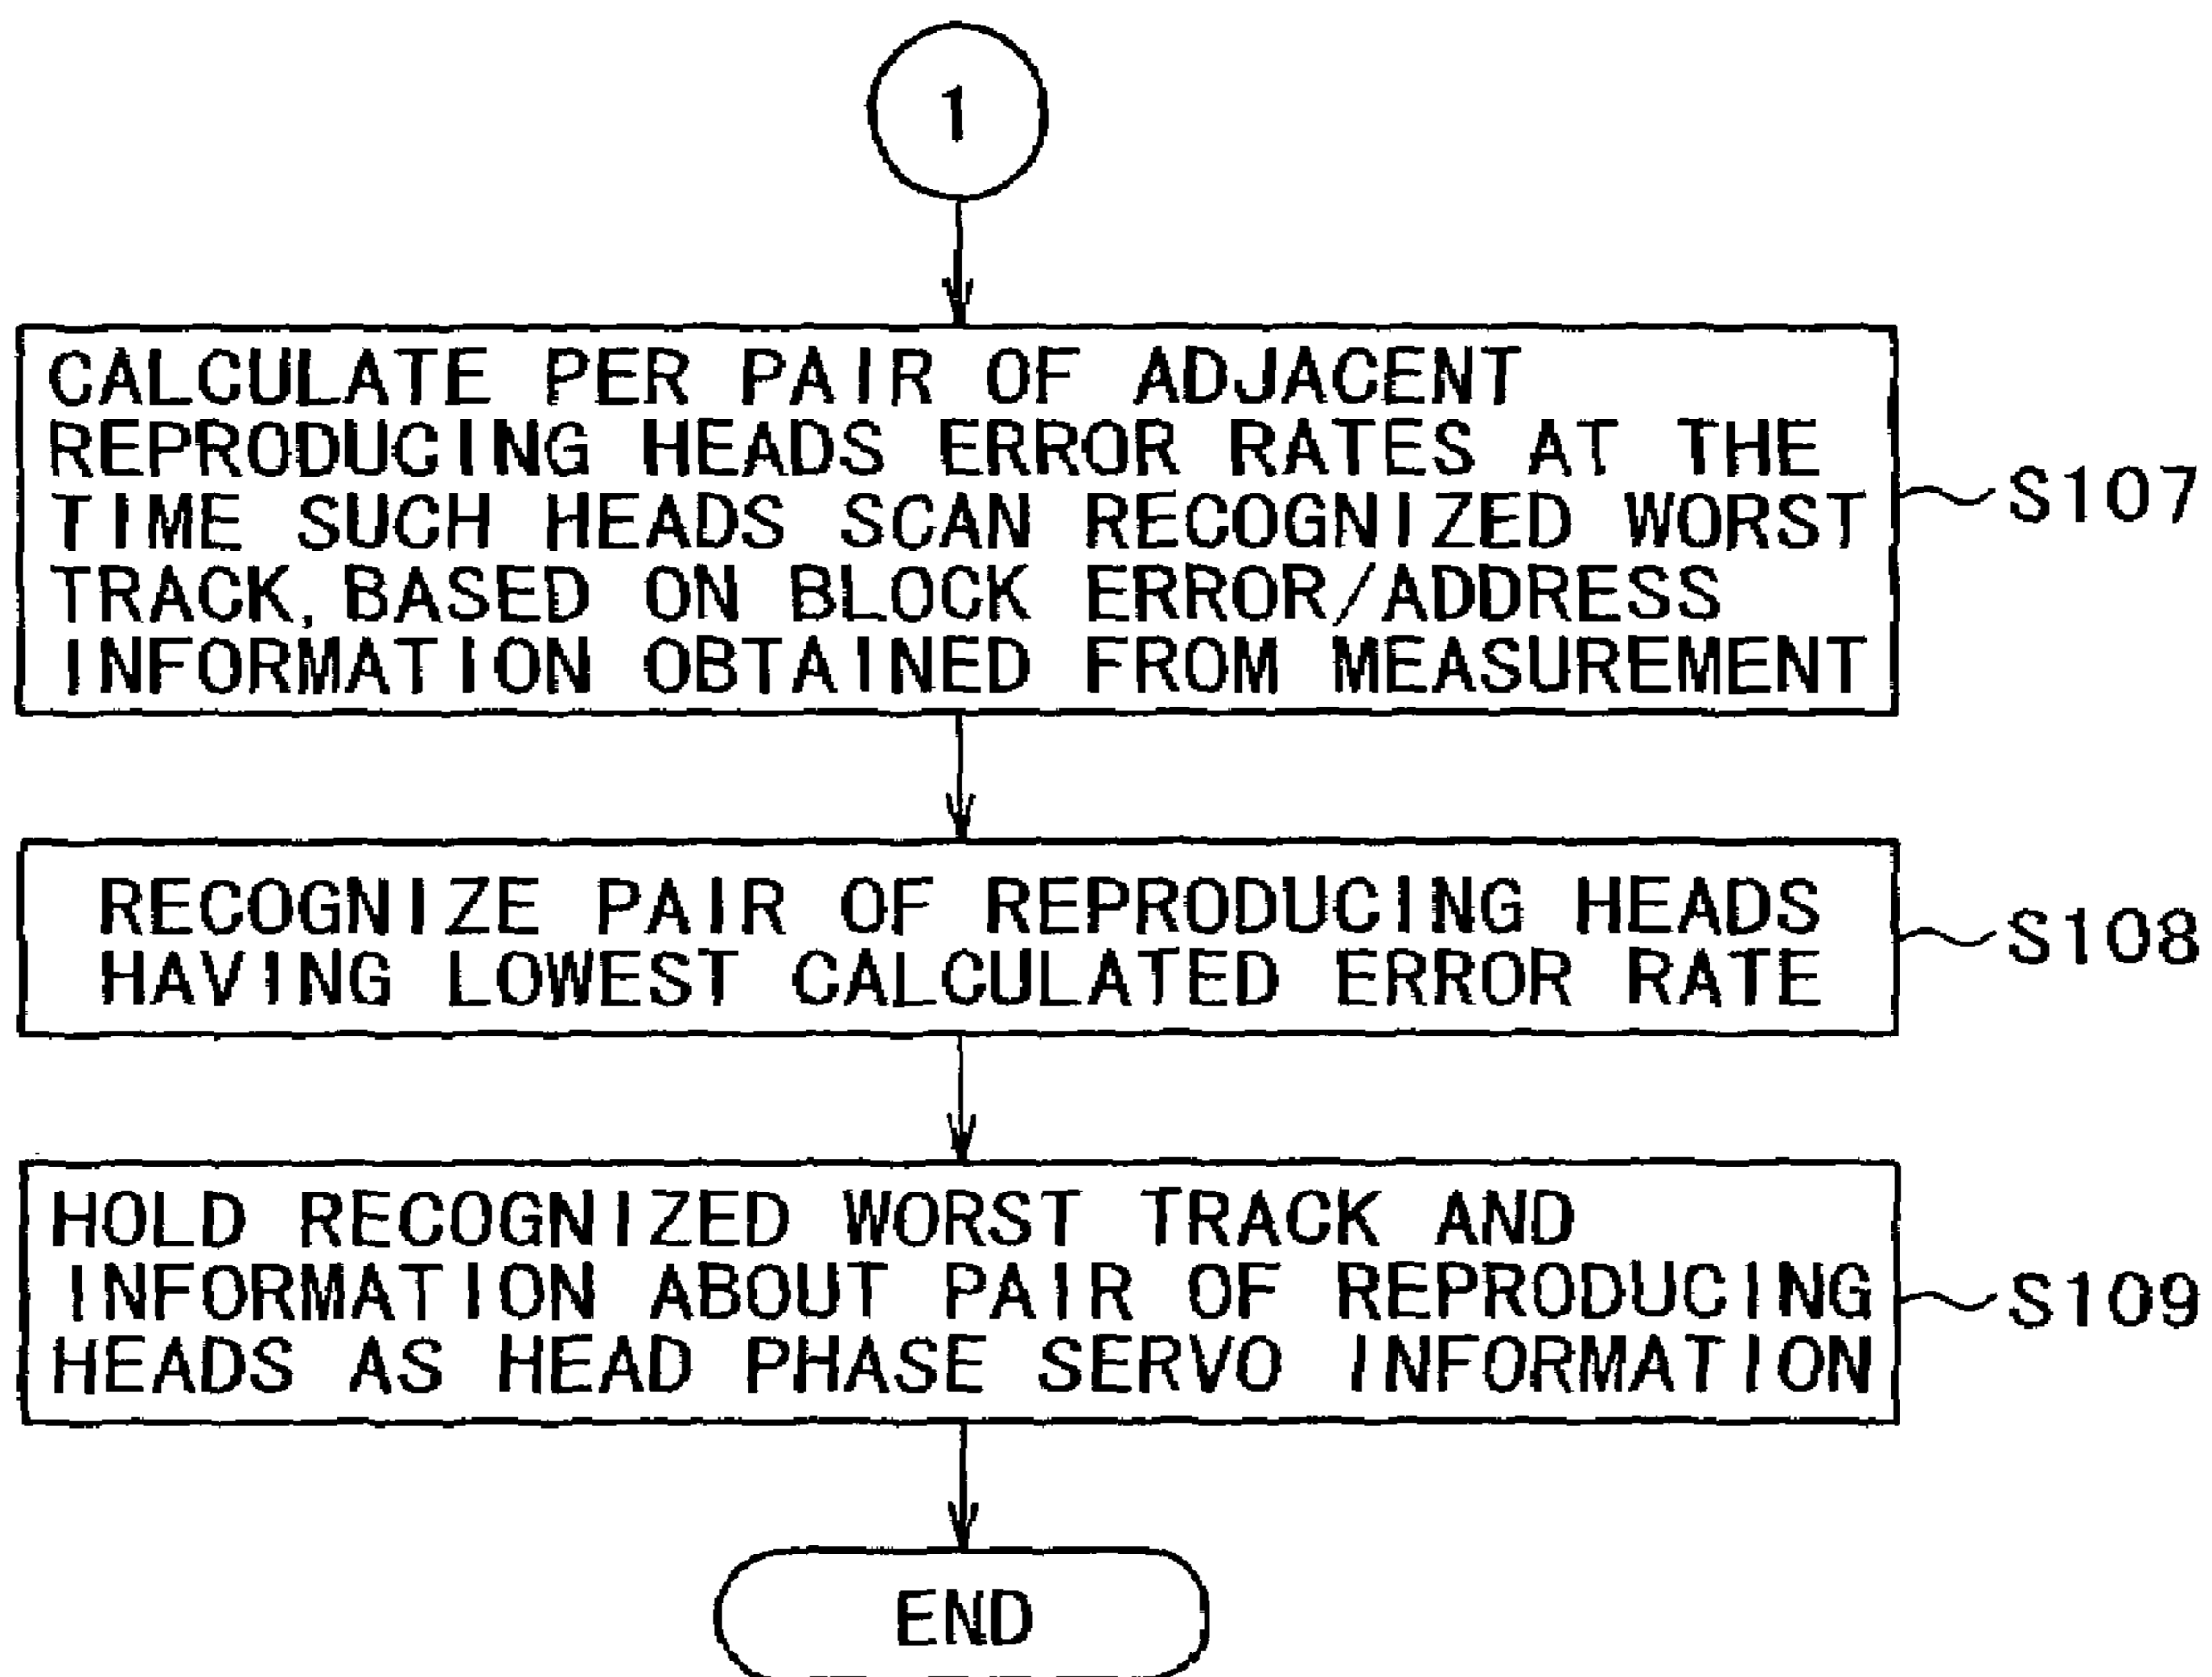 1
CALCULATE PER PAIR OF ADJACENT
REPRODUCING HEADS ERROR RATES AT THE
TIME SUCH HEADS SCAN RECOGNIZED WORST
TRACK, BASED ON BLOCK ERROR/ADDRESS
INFORMATION OBTAINED FROM MEASUREMENT
S107
RECOGNIZE PAIR OF REPRODUCING HEADS
HAVING LOWEST CALCULATED ERROR RATE
S108
HOLD RECOGNIZED WORST TRACK AND
INFORMATION ABOUT PAIR OF REPRODUCING
HEADS AS HEAD PHASE SERVO INFORMATION
S109
END